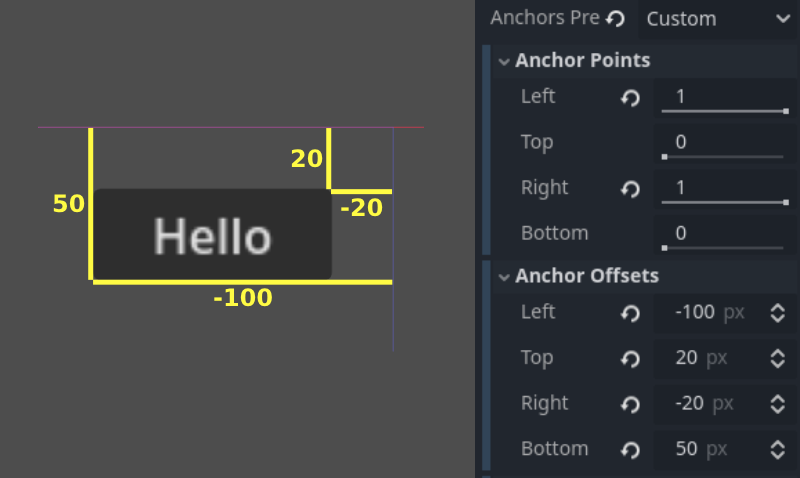 20
50
-20
Hello
-100
Anchors Pre Custom
Anchor Points
Left 1
Top 0
Right 1
Bottom 0
Anchor Offsets
Left -100 px
Top 20 px
Right -20 px
Bottom 50 px